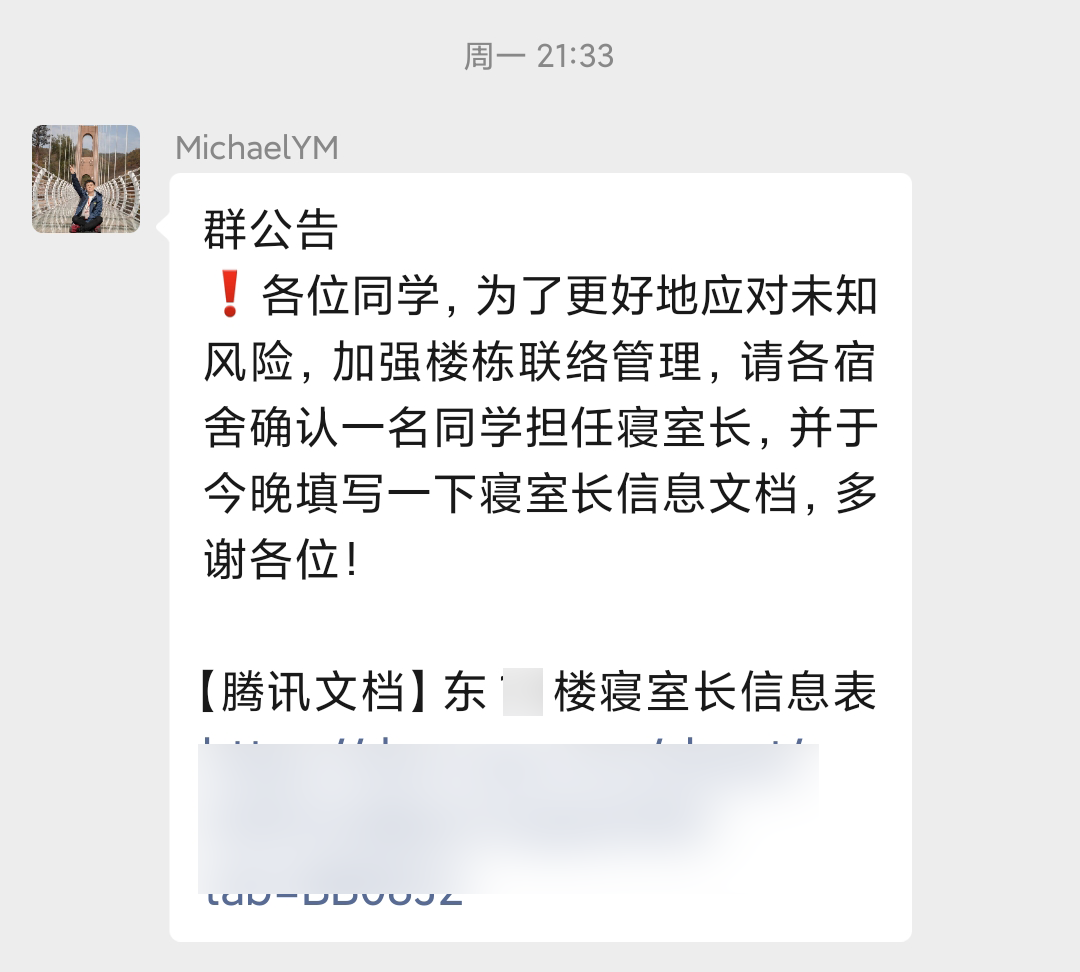 周一 21:33
MichaelYM
群公告
❗各位同学，为了更好地应对未知
风险，加强楼栋联络管理，请各宿
舍确认一名同学担任寝室长，并于
今晚填写一下寝室长信息文档，多
谢各位！
【腾讯文档】东 楼寝室长信息表